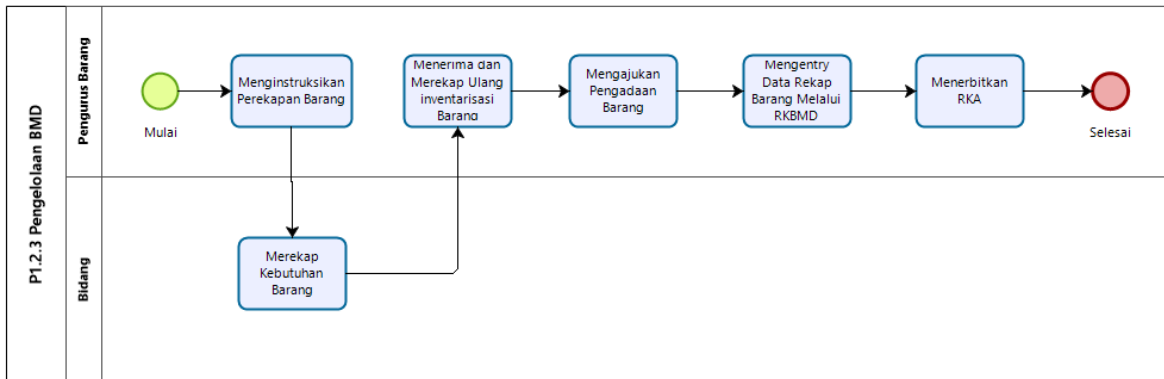 P1.2.3 Pengelolaan BMD
Pengurus Barang
Mulai
Menginstruksikan
Perekapan Barang
Menerima dan
Merekap Ulang
inventarisasi
Barang
Mengajukan
Pengadaan
Barang
Mengentry
Data Rekap
Barang Melalui
RKBMD
Menerbitkan
RKA
Selesai
Bidang
Merekap
Kebutuhan
Barang